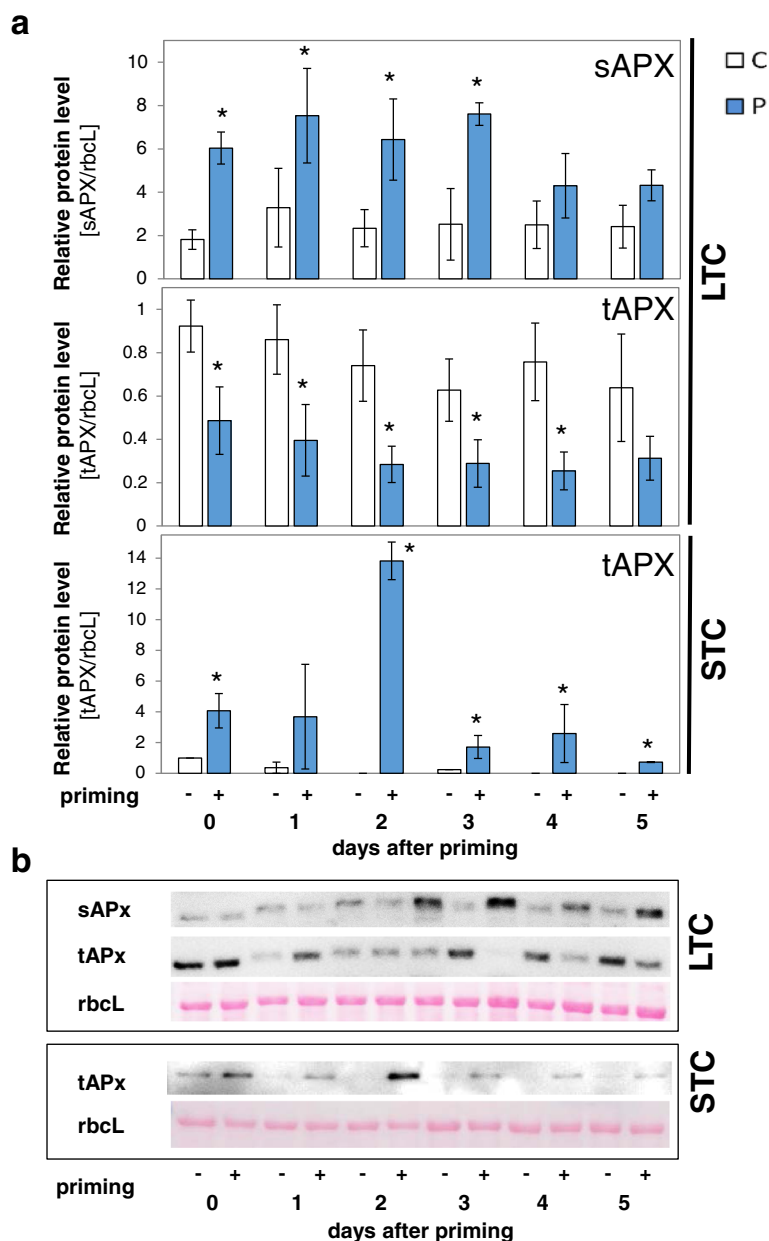 a
10
8
6
4
2
0
Relative protein level
[sAPX/rbcL]
sAPX
* * * *
C
P
1
0.8
0.6
0.4
0.2
0
Relative protein level
[tAPX/rbcL]
tAPX
* * * * *
LTC
14
12
10
8
6
4
2
0
Relative protein level
[tAPX/rbcL]
tAPX
* * * * *
STC
priming - + - + - + - + - + - +
0 1 2 3 4 5
days after priming
b
sAPx
tAPx
rbcL
LTC
tAPx
rbcL
STC
priming - + - + - + - + - + - +
0 1 2 3 4 5
days after priming